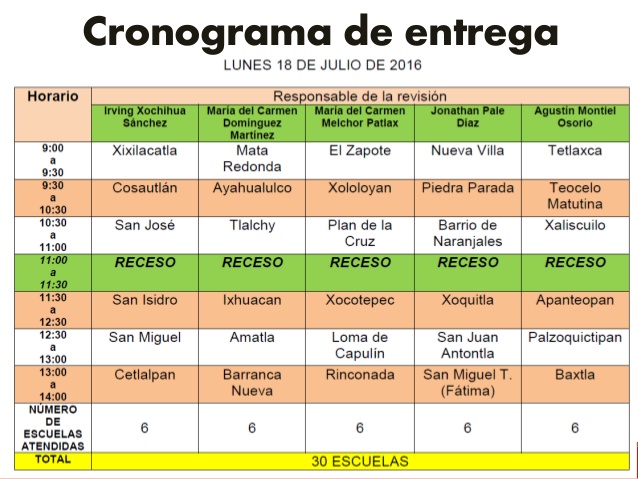 Cronograma de entrega
LUNES 18 DE JULIO DE 2016
Horario
Responsable de la revisión
Irving Xochihua
Sánchez
María del Carmen
Domínguez
Martínez
María del Carmen
Melchor Patlax
Jonathan Pale
Díaz
Agustín Montiel
Osorio
9:00
a
9:30
Xixilacatla
Mata
Redonda
El Zapote
Nueva Villa
Tetlaxca
9:30
a
10:30
Cosautlán
Ayahualulco
Xololoyan
Piedra Parada
Teocelo
Matutina
10:30
a
11:00
San José
Tlalchy
Plan de la
Cruz
Barrio de
Naranjales
Xaliscuilo
11:00
a
11:30
RECESO
RECESO
RECESO
RECESO
RECESO
11:30
a
12:30
San Isidro
Ixhuacan
Xocotepec
Xoquitla
Apanteopan
12:30
a
13:00
San Miguel
Amatla
Loma de
Capulín
San Juan
Antontla
Palzoquictipan
13:00
a
14:00
Cetlalpan
Barranca
Nueva
Rinconada
San Miguel T.
(Fátima)
Baxtla
NÚMERO
DE
ESCUELAS
ATENDIDAS
6
6
6
6
6
TOTAL
30 ESCUELAS